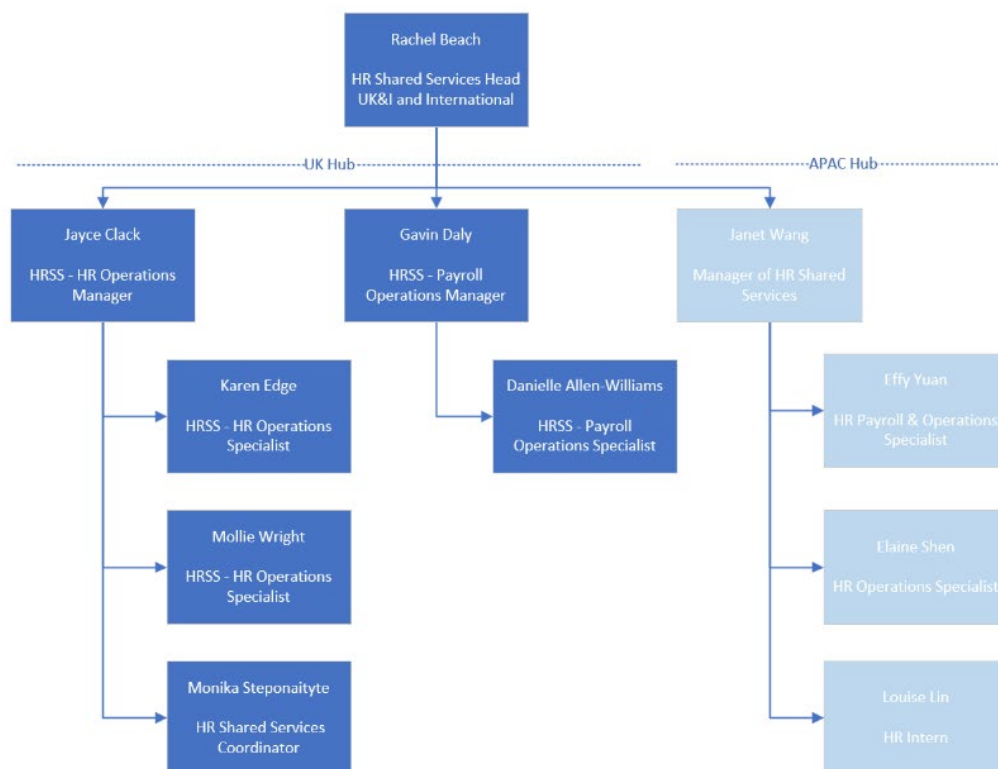 Rachel Beach
HR Shared Services Head
UK&I and International
UK Hub
APAC Hub
Jayce Clack
HRSS - HR Operations
Manager
Gavin Daly
HRSS - Payroll
Operations Manager
Janet Wang
Manager of HR Shared
Services
Karen Edge
HRSS - HR Operations
Specialist
Danielle Allen-Williams
HRSS - Payroll
Operations Specialist
Effy Yuan
HR Payroll & Operations
Specialist
Mollie Wright
HRSS - HR Operations
Specialist
Elaine Shen
HR Operations Specialist
Monika Steponaityte
HR Shared Services
Coordinator
Louise Lin
HR Intern